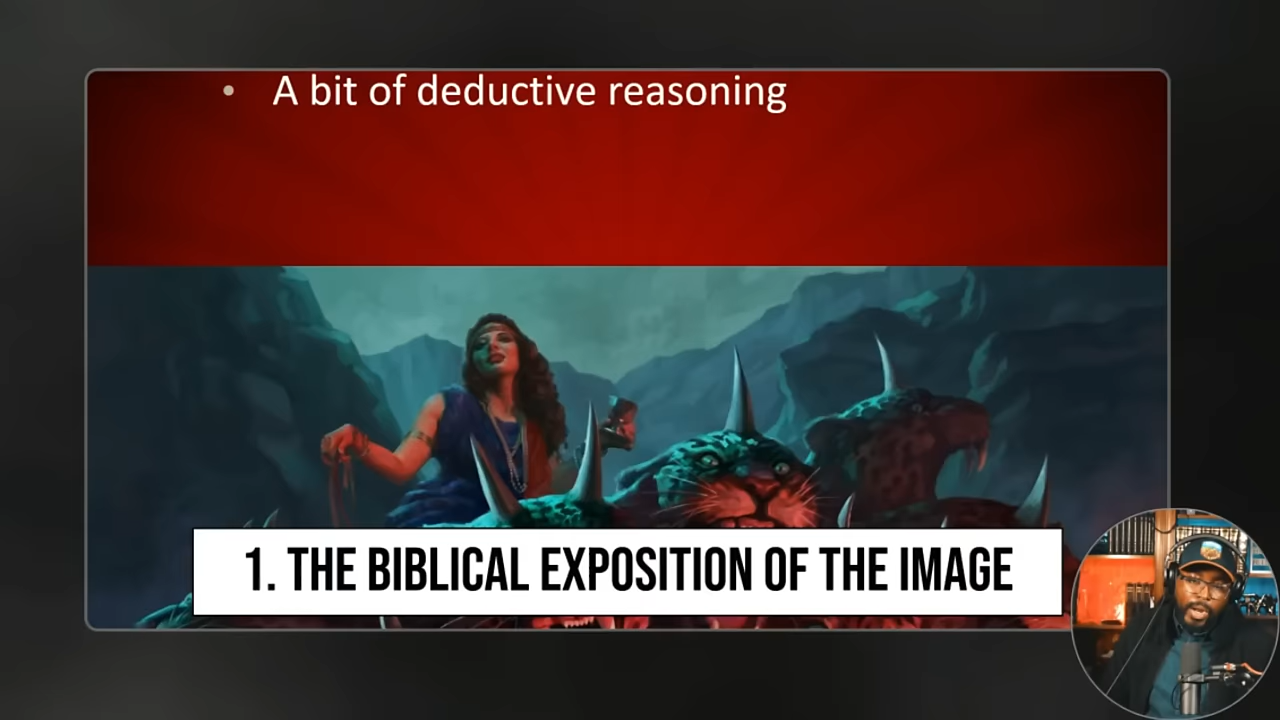 • A bit of deductive reasoning
1. THE BIBLICAL EXPOSITION OF THE IMAGE